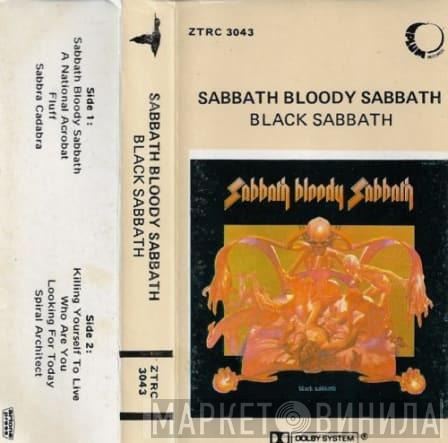 Side 1:
Sabbath Bloody Sabbath
A National Acrobat
Fluff
Sabbra Cadabra
Side 2:
Killing Yourself To Live
Who Are You
Looking For Today
Spiral Architect
SABBATH BLOODY SABBATH
BLACK SABBATH
ZTRC
3043
ZTRC 3043
PLUM
SABBATH BLOODY SABBATH
BLACK SABBATH
Sabbath bloody Sabbath
black sabbath
DOLBY SYSTEM
МАРКЕТ ВИНИЛА